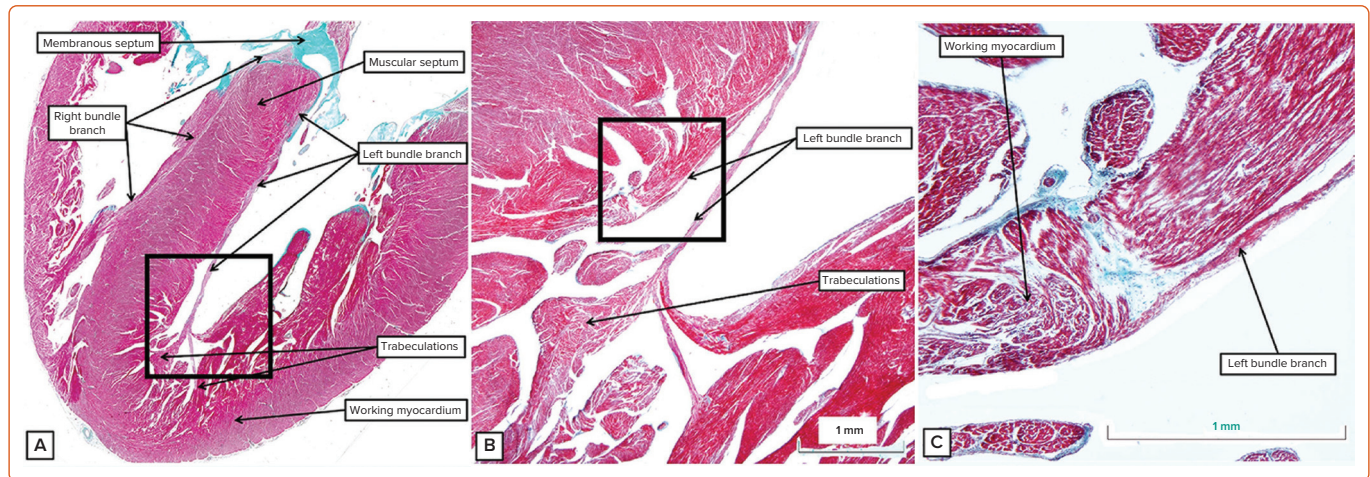 Membranous septum
Muscular septum
Right bundle
branch
Left bundle branch
Trabeculations
Working myocardium
A
Left bundle branch
Trabeculations
1 mm
B
Working myocardium
Left bundle branch
1 mm
C